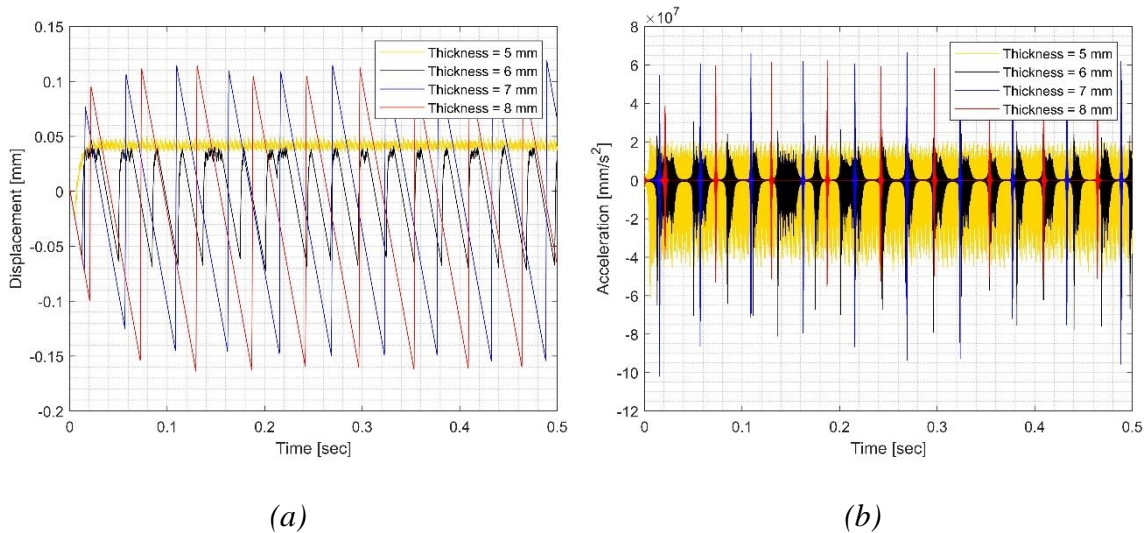 0.15
0.1
0.05
0
-0.05
-0.1
-0.15
-0.2
Displacement [mm]
0
0.1
0.2
0.3
0.4
0.5
Time [sec]
Thickness = 5 mm
Thickness = 6 mm
Thickness = 7 mm
Thickness = 8 mm
(a)
×10⁷
8
6
4
2
0
-2
-4
-6
-8
-10
-12
Acceleration [mm/s²]
0
0.1
0.2
0.3
0.4
0.5
Time [sec]
Thickness = 5 mm
Thickness = 6 mm
Thickness = 7 mm
Thickness = 8 mm
(b)